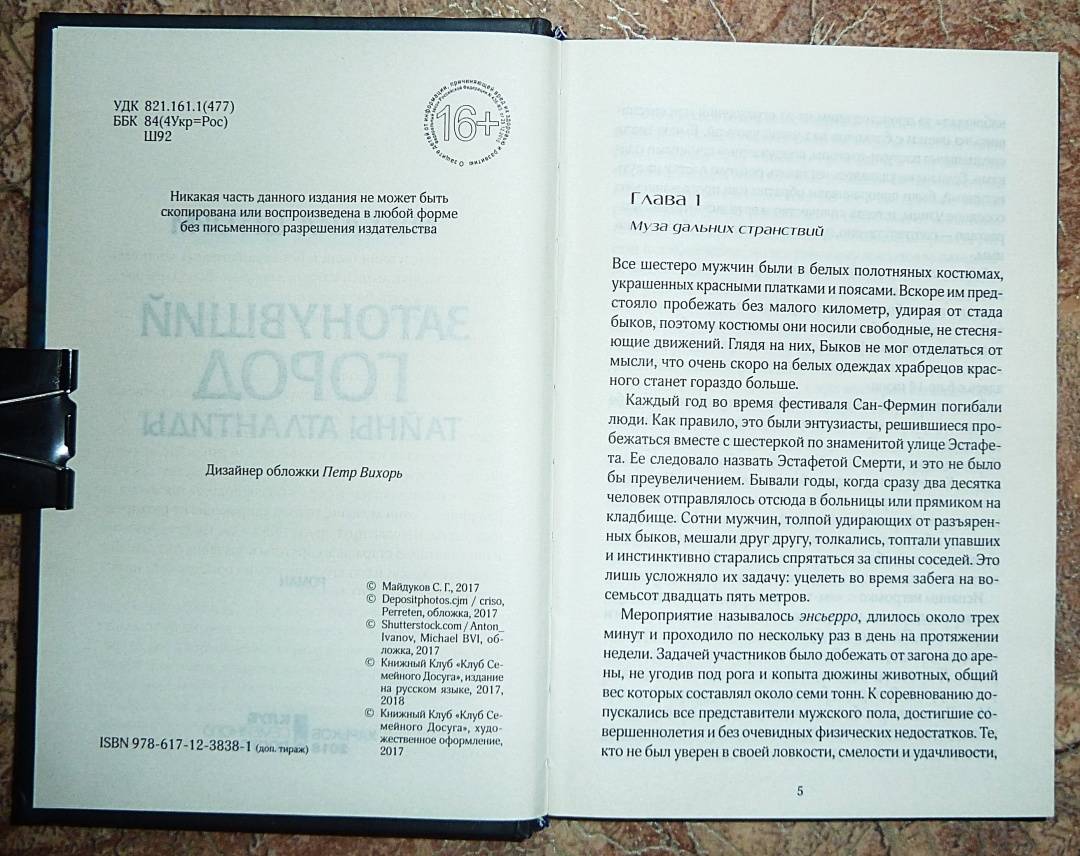 УДК 821.161.1(477)
ББК 84(4Укр=Рос)
Ш92
О защите детей от информации, причиняющей вред их здоровью и развитию
16+
Никакая часть данного издания не может быть
скопирована или воспроизведена в любой форме
без письменного разрешения издательства
ЗАТОНУВШИЙ
ГОРОД
ТАЙНЫ АТЛАНТИДЫ
Дизайнер обложки Петр Вихорь
РОМАН
© Майдуков С. Г., 2017
© Depositphotos.cjm / criso,
Perreten, обложка, 2017
© Shutterstock.com / Anton_
Ivanov, Michael BVI, об-
ложка, 2017
© Книжный Клуб «Клуб Се-
мейного Досуга», издание
на русском языке, 2017,
2018
© Книжный Клуб «Клуб Се-
мейного Досуга», худо-
жественное оформление,
2017
ISBN 978-617-12-3838-1 (доп. тираж)
Глава 1
Муза дальних странствий
Все шестеро мужчин были в белых полотняных костюмах,
украшенных красными платками и поясами. Вскоре им пред-
стояло пробежать без малого километр, удирая от стада
быков, поэтому костюмы они носили свободные, не стесня-
ющие движений. Глядя на них, Быков не мог отделаться от
мысли, что очень скоро на белых одеждах храбрецов крас-
ного станет гораздо больше.
Каждый год во время фестиваля Сан-Фермин погибали
люди. Как правило, это были энтузиасты, решившиеся про-
бежаться вместе с шестеркой по знаменитой улице Эстафе-
та. Ее следовало назвать Эстафетой Смерти, и это не было
бы преувеличением. Бывали годы, когда сразу два десятка
человек отправлялось отсюда в больницы или прямиком на
кладбище. Сотни мужчин, толпой удирающих от разъярен-
ных быков, мешали друг другу, толкались, топтали упавших
и инстинктивно старались спрятаться за спины соседей. Это
лишь усложняло их задачу: уцелеть во время забега на во-
семьсот двадцать пять метров.
Мероприятие называлось энсьерро, длилось около трех
минут и проходило по нескольку раз в день на протяжении
недели. Задачей участников было добежать от загона до аре-
ны, не угодив под рога и копыта дюжины животных, общий
вес которых составлял около семи тонн. К соревнованию до-
пускались все представители мужского пола, достигшие со-
вершеннолетия и без очевидных физических недостатков. Те,
кто не был уверен в своей ловкости, смелости и удачливости,
5